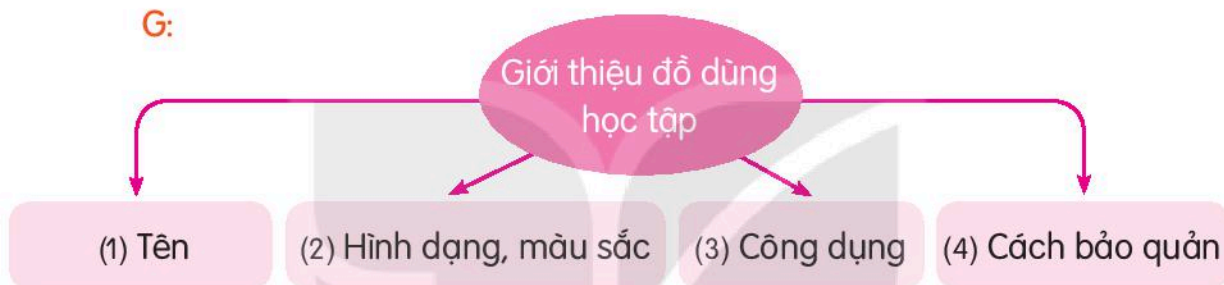 G:
Giới thiệu đồ dùng
học tập
(1) Tên
(2) Hình dạng, màu sắc
(3) Công dụng
(4) Cách bảo quản